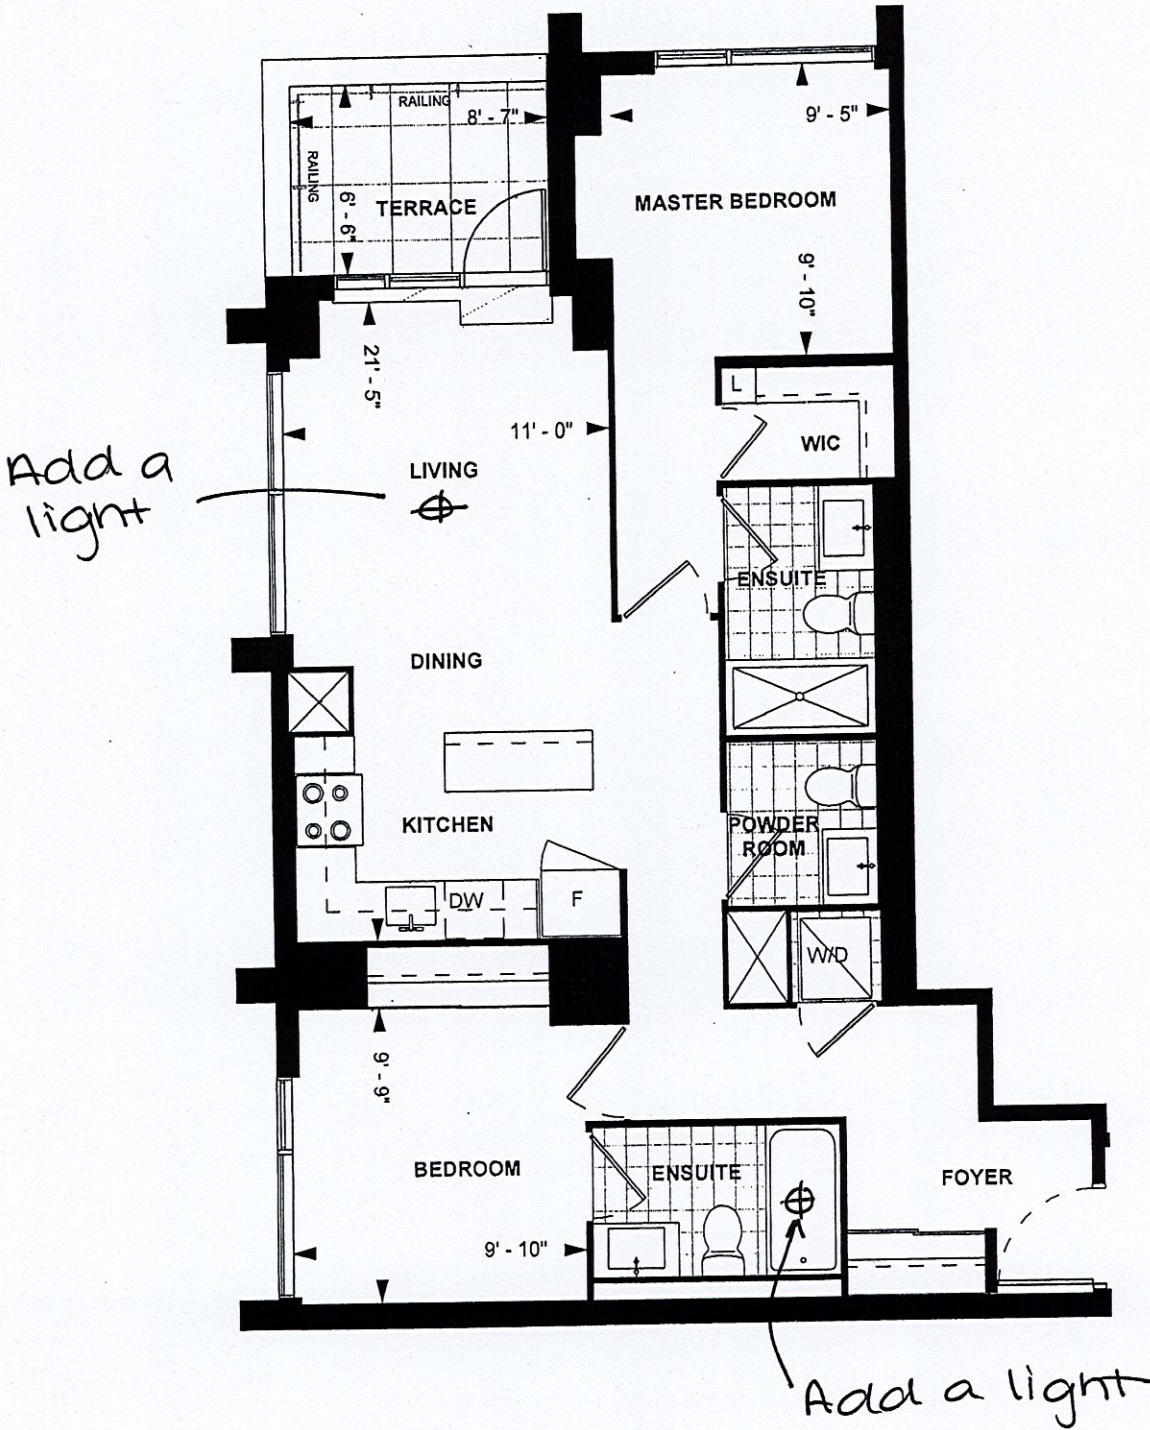 RAILING
8' - 7"
9' - 5"
RAILING
6' - 6"
TERRACE
MASTER BEDROOM
9' - 10"
21' - 5"
L
11' - 0"
WIC
Add a
light
LIVING
ENSUITE
DINING
KITCHEN
POWDER
ROOM
DW
F
W/D
9' - 9"
BEDROOM
ENSUITE
FOYER
9' - 10"
Add a light